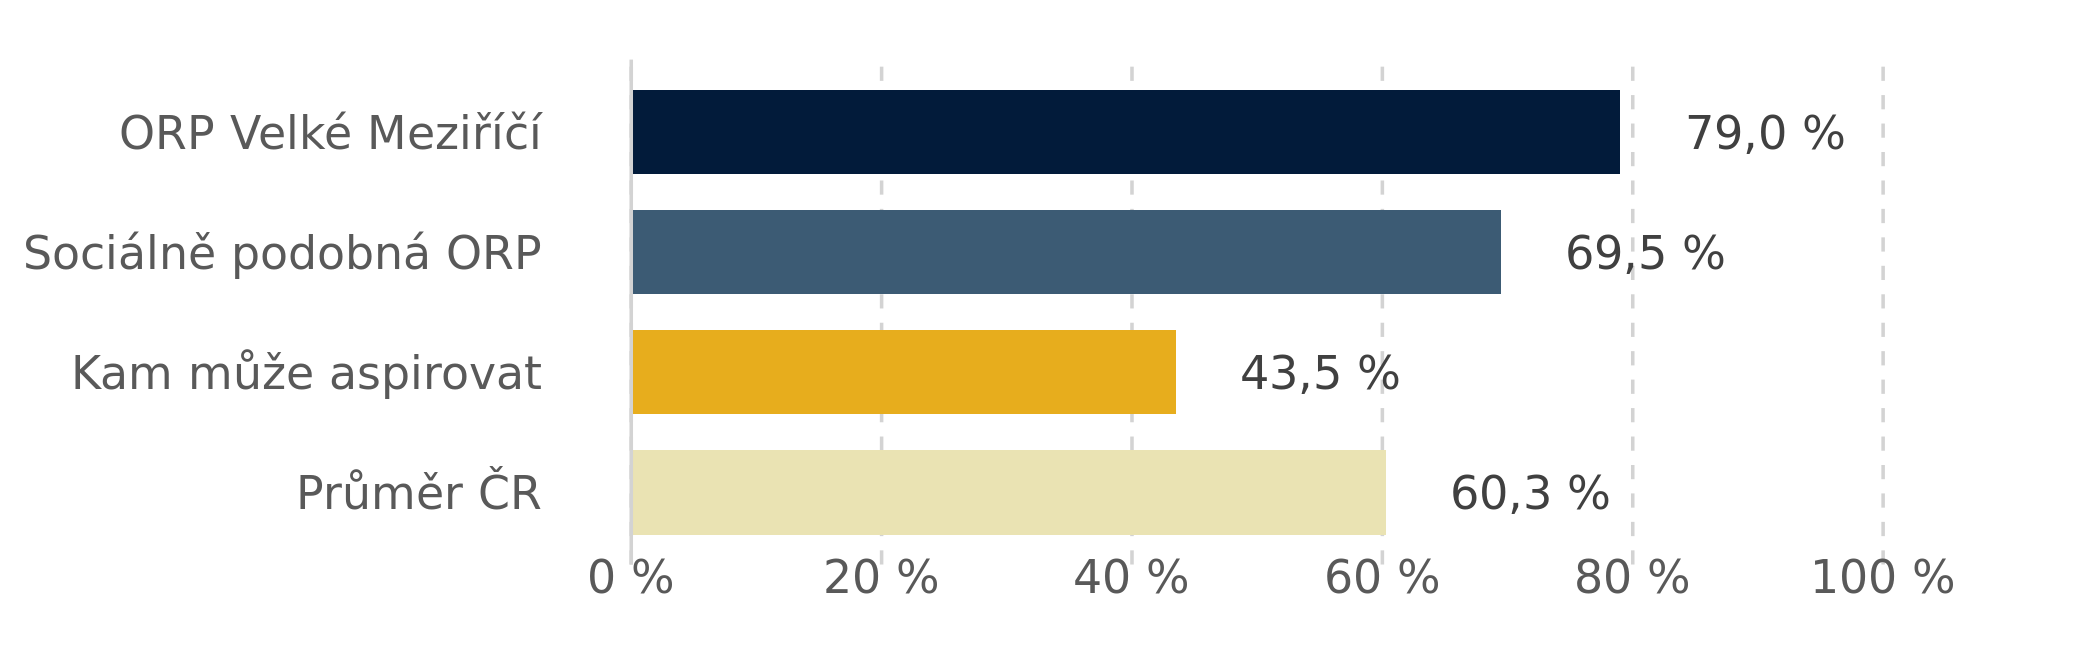 ORP Velké Meziříčí 79,0 %
Sociálně podobná ORP 69,5 %
Kam může aspirovat 43,5 %
Průměr ČR 60,3 %
0 % 20 % 40 % 60 % 80 % 100 %